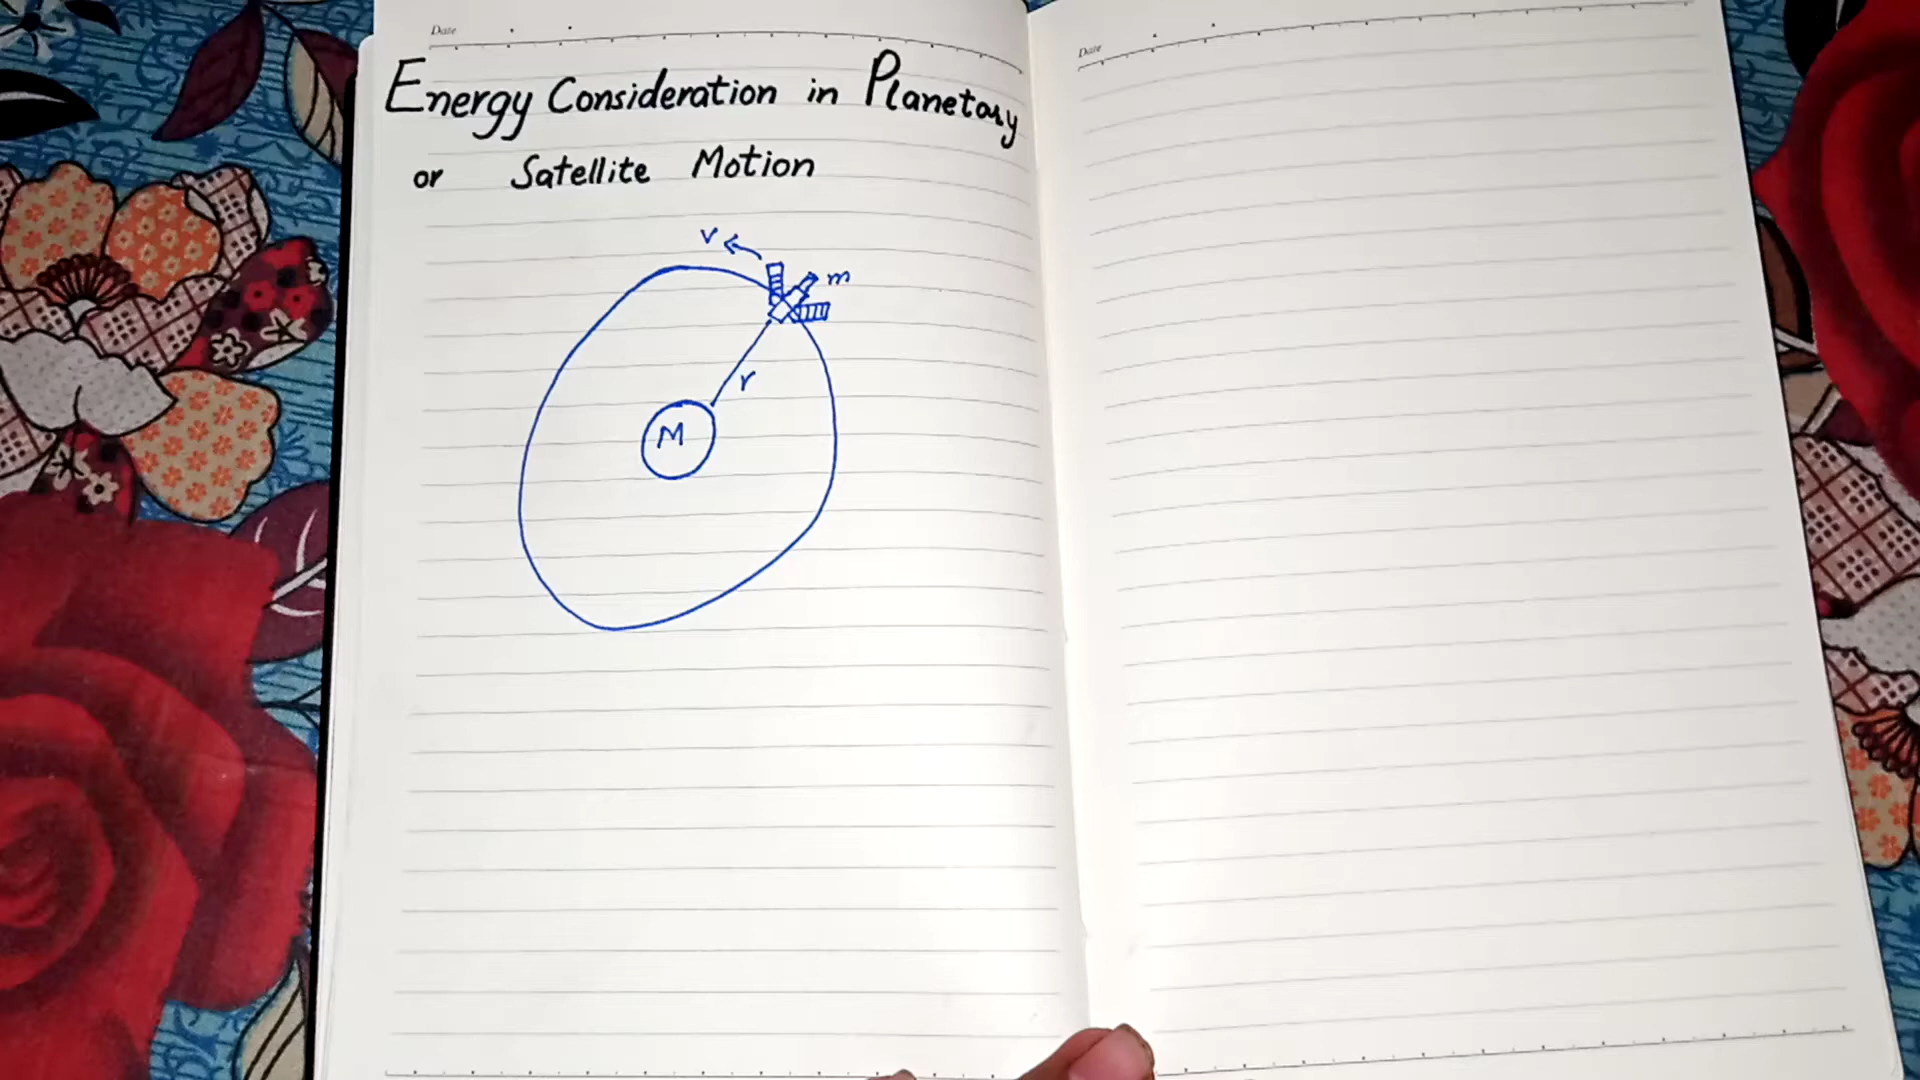 Date
Energy Consideration in Planetary
or Satellite Motion
v
m
r
M
Date